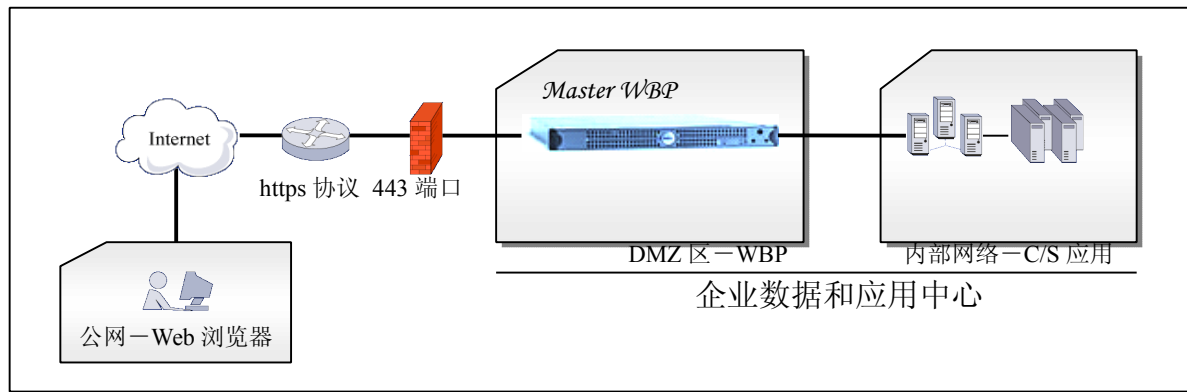 Master WBP
Internet
https 协议 443 端口
DMZ 区－WBP
内部网络－C/S 应用
企业数据和应用中心
公网－Web 浏览器